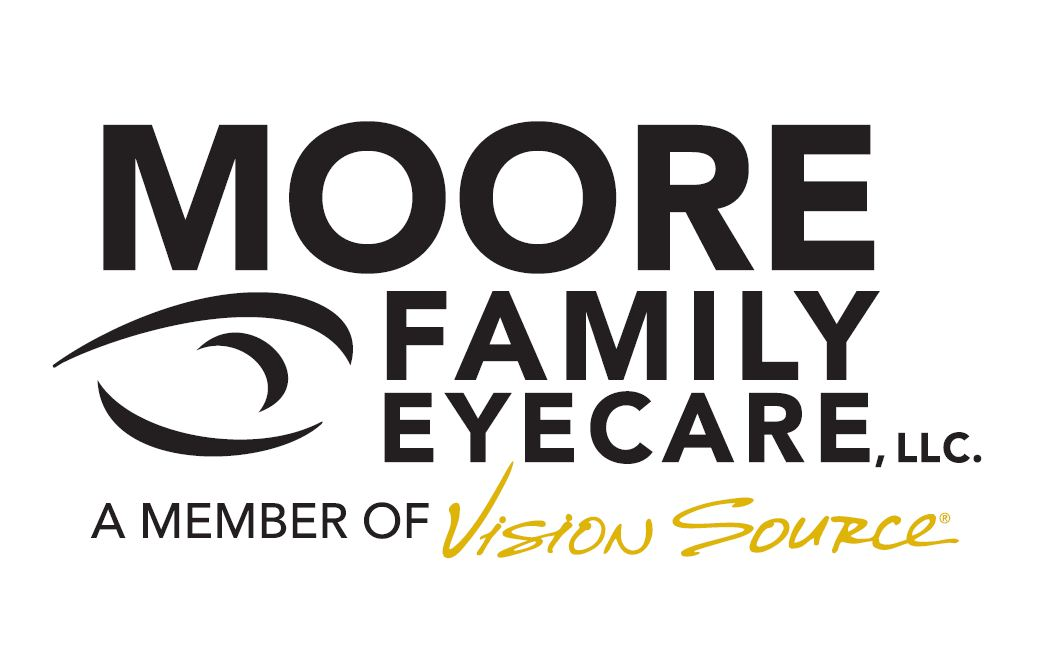 MOORE
FAMILY
EYECARE, LLC.
A MEMBER OF Vision Source®